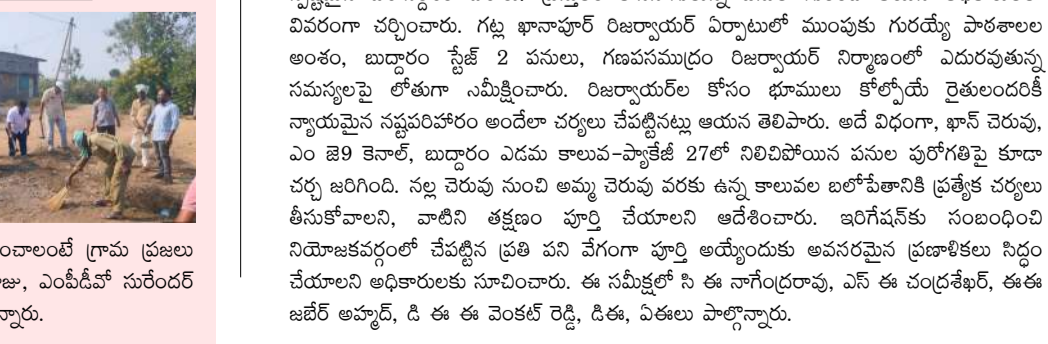 వివరంగా చర్చించారు. గట్ల ఖానాపూర్ రిజర్వాయర్ ఏర్పాటులో ముంపుకు గురయ్యే పాఠశాలల
అంశం, బుద్దారం స్టేజ్ 2 పనులు, గణపసముద్రం రిజర్వాయర్ నిర్మాణంలో ఎదురవుతున్న
సమస్యలపై లోతుగా సమీక్షించారు. రిజర్వాయర్‌ల కోసం భూములు కోల్పోయే రైతులందరికీ
న్యాయమైన నష్టపరిహారం అందేలా చర్యలు చేపట్టినట్లు ఆయన తెలిపారు. అదే విధంగా, ఖాన్ చెరువు,
ఎం జె9 కెనాల్, బుద్దారం ఎడమ కాలువ-ప్యాకేజీ 27లో నిలిచిపోయిన పనుల పురోగతిపై కూడా
చర్చ జరిగింది. నల్ల చెరువు నుంచి అమ్మ చెరువు వరకు ఉన్న కాలువల బలోపేతానికి ప్రత్యేక చర్యలు
తీసుకోవాలని, వాటిని తక్షణం పూర్తి చేయాలని ఆదేశించారు. ఇరిగేషన్‌కు సంబంధించి
నియోజకవర్గంలో చేపట్టిన ప్రతి పని వేగంగా పూర్తి అయ్యేందుకు అవసరమైన ప్రణాళికలు సిద్ధం
చేయాలని అధికారులకు సూచించారు. ఈ సమీక్షలో సి ఈ నాగేంద్రరావు, ఎస్ ఈ చంద్రశేఖర్, ఈఈ
జబేర్ అహ్మద్, డి ఈ ఈ వెంకట్ రెడ్డి, డిఈ, ఏఈలు పాల్గొన్నారు.
ంచాలంటే గ్రామ ప్రజలు
జు, ఎంపీడీవో సురేందర్
న్నారు.